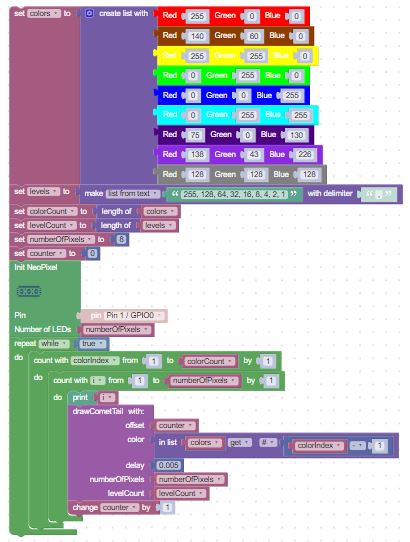 set colors to create list with Red 255 Green 0 Blue 0
Red 140 Green 60 Blue 0
Red 255 Green 255 Blue 0
Red 0 Green 255 Blue 0
Red 0 Green 0 Blue 255
Red 0 Green 255 Blue 255
Red 75 Green 0 Blue 130
Red 138 Green 43 Blue 226
Red 128 Green 128 Blue 128
set levels to make list from text “ 255, 128, 64, 32, 16, 8, 4, 2, 1 ” with delimiter “ , ”
set colorCount to length of colors
set levelCount to length of levels
set numberOfPixels to 8
set counter to 0
Init NeoPixel
Pin pin Pin 1 / GPIO0
Number of LEDs numberOfPixels
repeat while true
do count with colorIndex from 1 to colorCount by 1
do count with i from 1 to numberOfPixels by 1
do print i
drawCometTail with:
offset counter
color in list colors get # colorIndex - 1
delay 0.005
numberOfPixels numberOfPixels
levelCount levelCount
change counter by 1